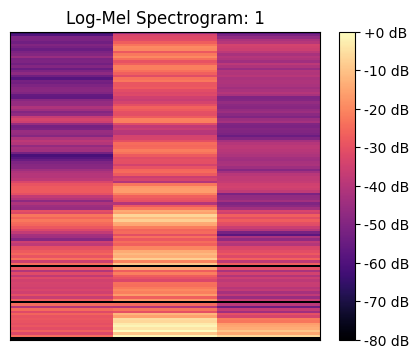 Log-Mel Spectrogram: 1
+0 dB
-10 dB
-20 dB
-30 dB
-40 dB
-50 dB
-60 dB
-70 dB
-80 dB